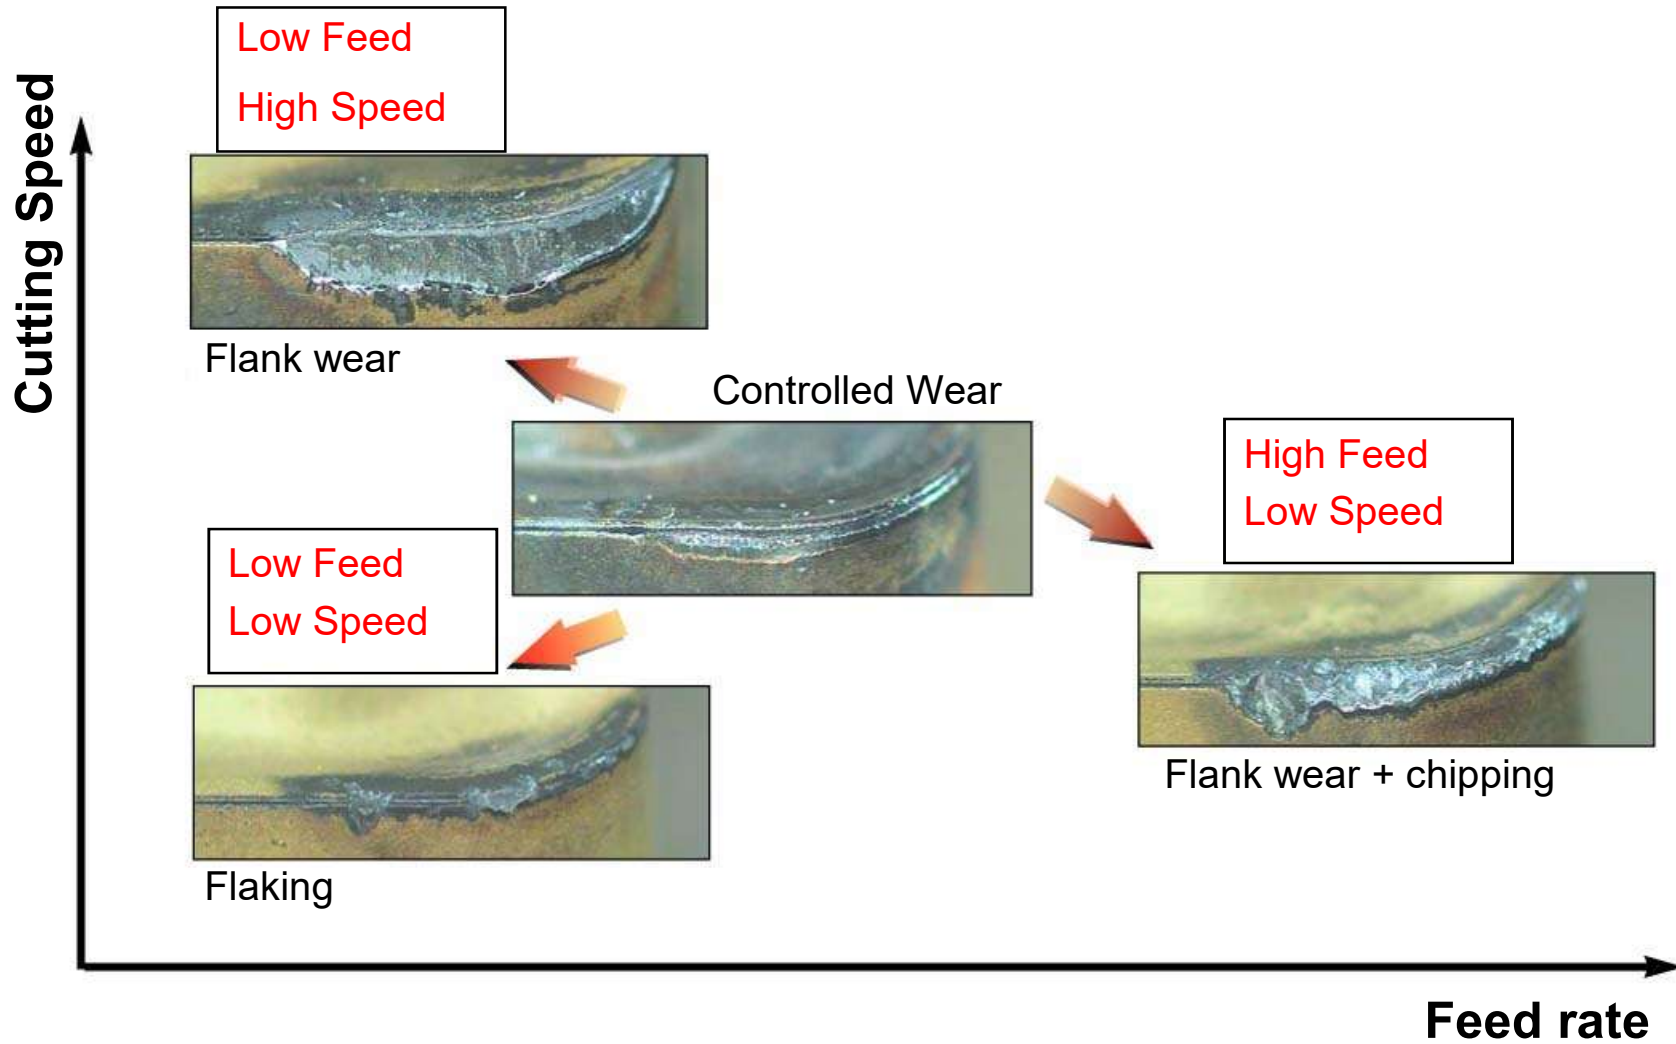 Low Feed
High Speed
Cutting Speed
Flank wear
Controlled Wear
High Feed
Low Speed
Low Feed
Low Speed
Flank wear + chipping
Flaking
Feed rate